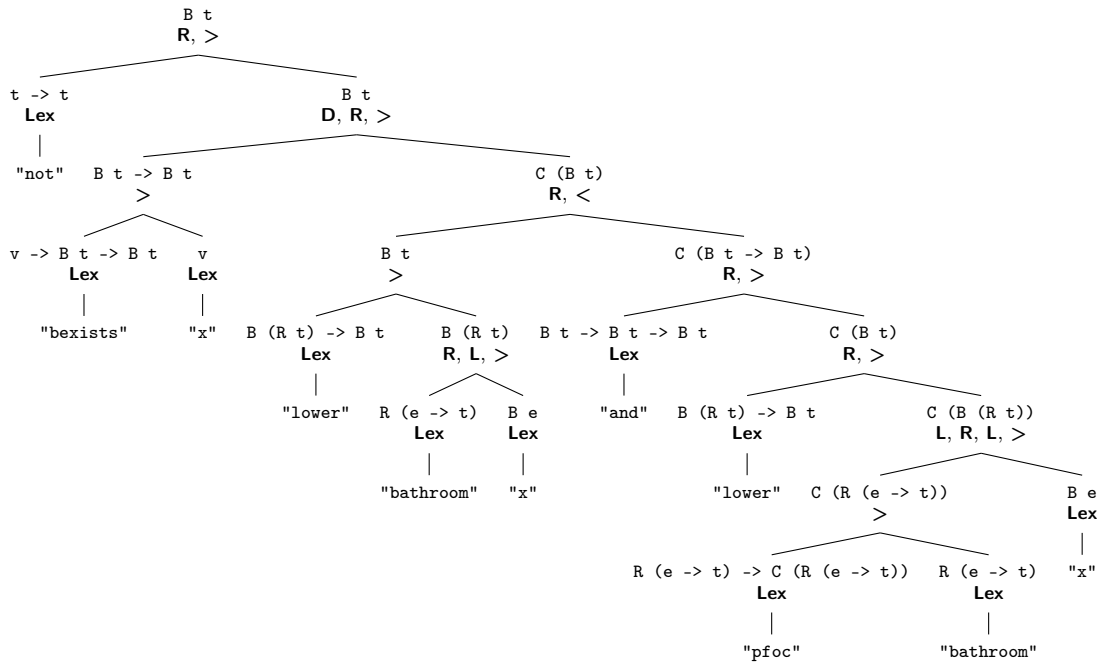 B t
R, >
t -> t
Lex
B t
D, R, >
"not"
B t -> B t
>
C (B t)
R, <
v -> B t -> B t
Lex
v
Lex
B t
>
C (B t -> B t)
R, >
"bexists"
"x"
B (R t) -> B t
Lex
B (R t)
R, L, >
B t -> B t -> B t
Lex
C (B t)
R, >
"lower"
R (e -> t)
Lex
B e
Lex
"and"
B (R t) -> B t
Lex
C (B (R t))
L, R, L, >
"bathroom"
"x"
"lower"
C (R (e -> t))
>
B e
Lex
R (e -> t) -> C (R (e -> t))
Lex
R (e -> t)
Lex
"x"
"pfoc"
"bathroom"